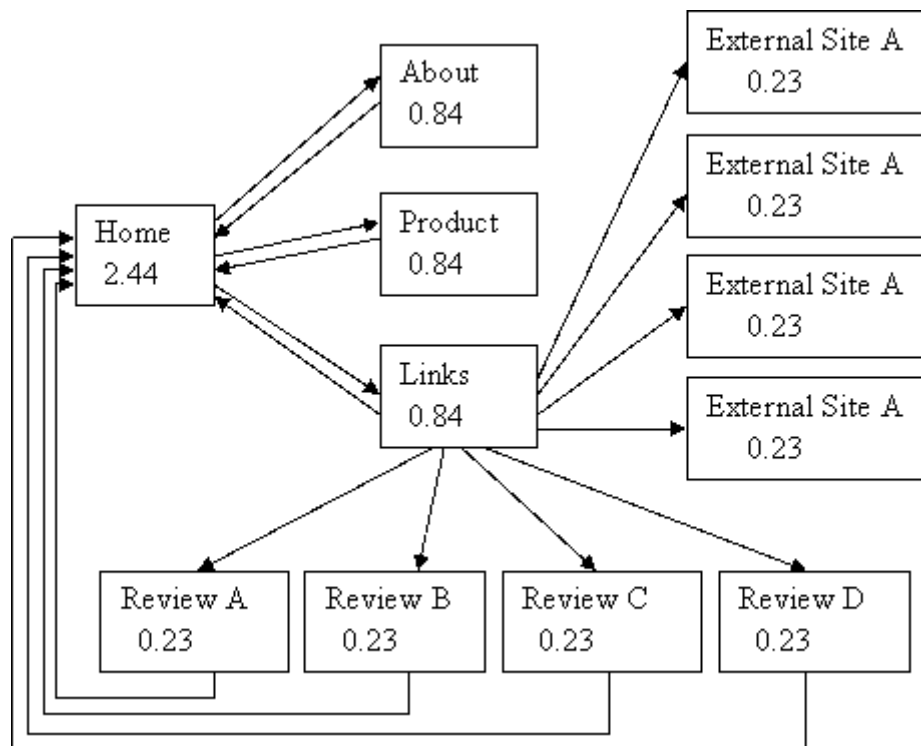 External Site A
0.23
About
0.84
External Site A
0.23
Home
2.44
Product
0.84
External Site A
0.23
Links
0.84
External Site A
0.23
Review A
0.23
Review B
0.23
Review C
0.23
Review D
0.23